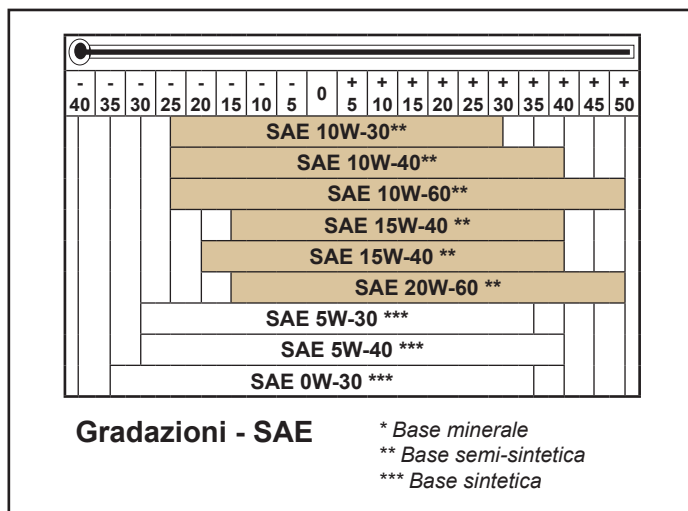 - - - - - - - - 0 + + + + + + + + + +
40 35 30 25 20 15 10 5 5 10 15 20 25 30 35 40 45 50
SAE 10W-30**
SAE 10W-40**
SAE 10W-60**
SAE 15W-40 **
SAE 15W-40 **
SAE 20W-60 **
SAE 5W-30 ***
SAE 5W-40 ***
SAE 0W-30 ***
Gradazioni - SAE
* Base minerale
** Base semi-sintetica
*** Base sintetica